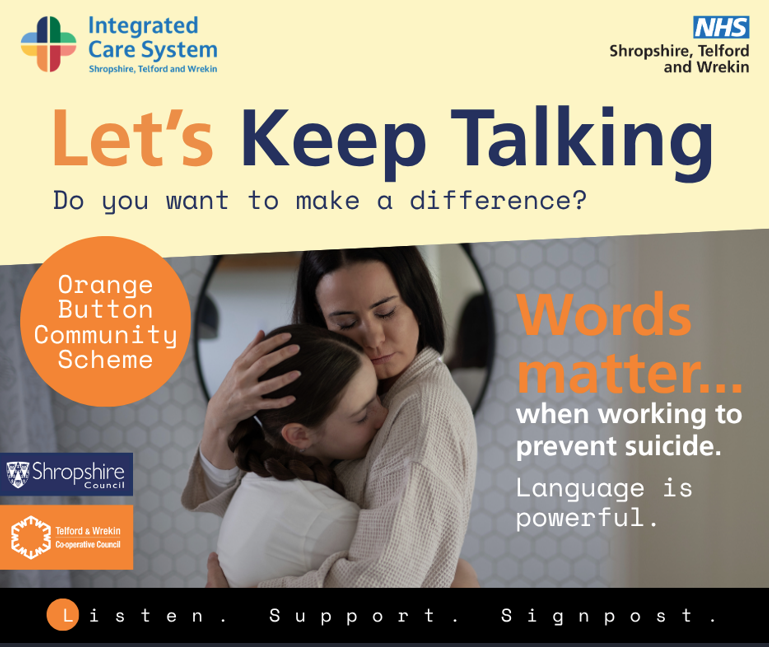 Integrated
Care System
Shropshire, Telford and Wrekin
NHS
Shropshire, Telford
and Wrekin
Let's Keep Talking
Do you want to make a difference?
Orange
Button
Community
Scheme
Words
matter...
when working to
prevent suicide.
Language is
powerful.
Shropshire
Council
Telford & Wrekin
Co-operative Council
Listen. Support. Signpost.